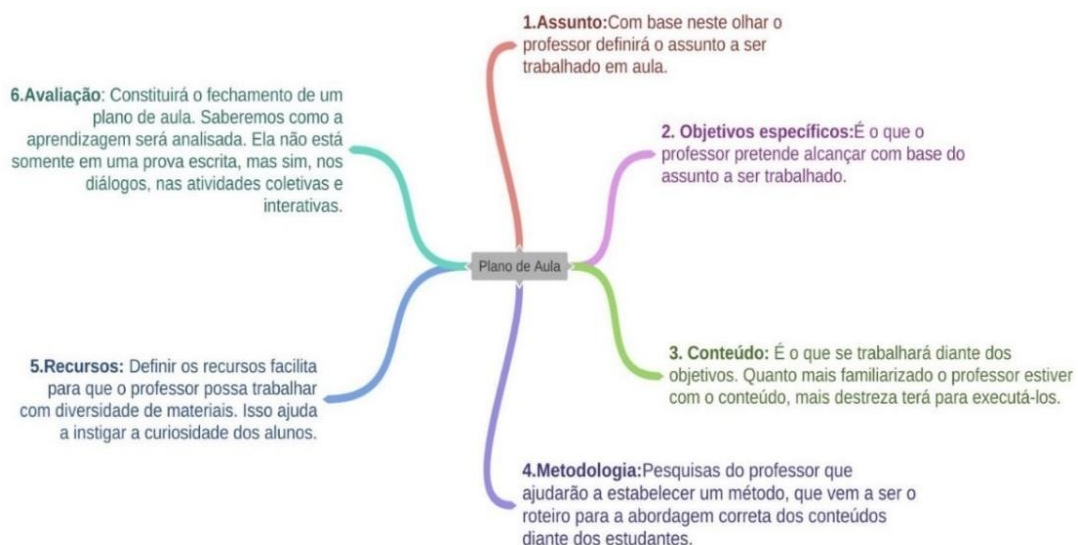 1.Assunto:Com base neste olhar o
professor definirá o assunto a ser
trabalhado em aula.
2. Objetivos específicos:É o que o
professor pretende alcançar com base do
assunto a ser trabalhado.
3. Conteúdo: É o que se trabalhará diante dos
objetivos. Quanto mais familiarizado o professor estiver
com o conteúdo, mais destreza terá para executá-los.
4.Metodologia:Pesquisas do professor que
ajudarão a estabelecer um método, que vem a ser o
roteiro para a abordagem correta dos conteúdos
diante dos estudantes.
5.Recursos: Definir os recursos facilita
para que o professor possa trabalhar
com diversidade de materiais. Isso ajuda
a instigar a curiosidade dos alunos.
6.Avaliação: Constituirá o fechamento de um
plano de aula. Saberemos como a
aprendizagem será analisada. Ela não está
somente em uma prova escrita, mas sim, nos
diálogos, nas atividades coletivas e
interativas.
Plano de Aula